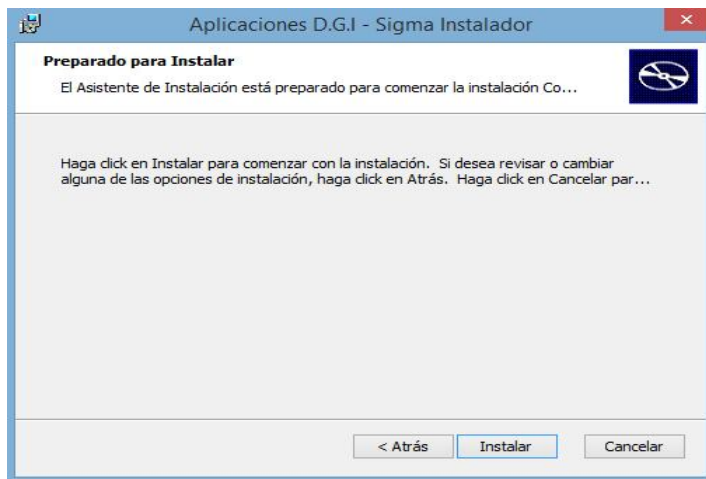 Aplicaciones D.G.I - Sigma Instalador
Preparado para Instalar
El Asistente de Instalación está preparado para comenzar la instalación Co...
Haga click en Instalar para comenzar con la instalación. Si desea revisar o cambiar
alguna de las opciones de instalación, haga click en Atrás. Haga click en Cancelar par...
< Atrás
Instalar
Cancelar